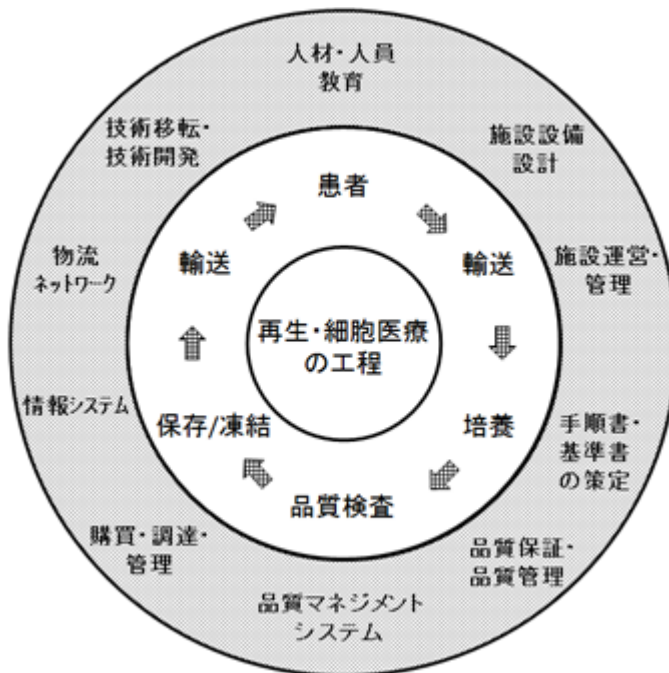 人材・人員
教育
技術移転・
技術開発
施設設備
設計
患者
物流
ネットワーク
輸送
輸送
施設運営・
管理
再生・細胞医療
の工程
情報システム
保存/凍結
培養
手順書・
基準書
の策定
品質検査
購買・調達・
管理
品質保証・
品質管理
品質マネジメント
システム